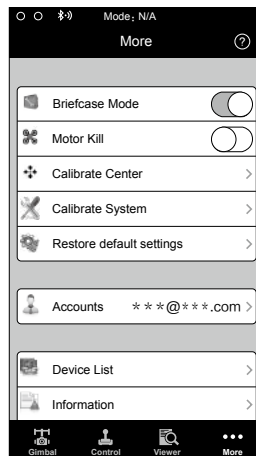 Mode: N/A
More ?
Briefcase Mode
Motor Kill
Calibrate Center
Calibrate System
Restore default settings
Accounts ***@***.com
Device List
Information
Gimbal Control Viewer More